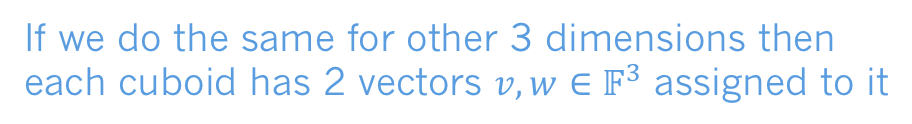 If we do the same for other 3 dimensions then
each cuboid has 2 vectors 𝑣, 𝑤 ∈ 𝔽³ assigned to it